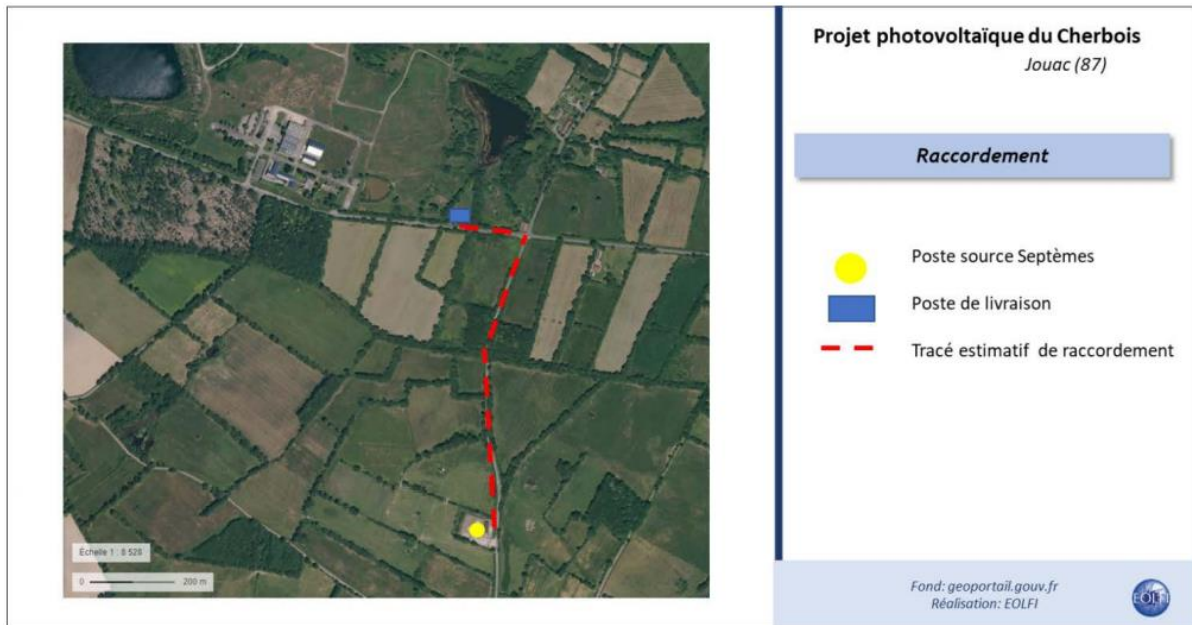 Projet photovoltaïque du Cherbois
Jouac (87)
Raccordement
Poste source Septèmes
Poste de livraison
Tracé estimatif de raccordement
Échelle 1 : 8 528
0 200 m
Fond: geoportail.gouv.fr
Réalisation: EOLFI
EOLFI